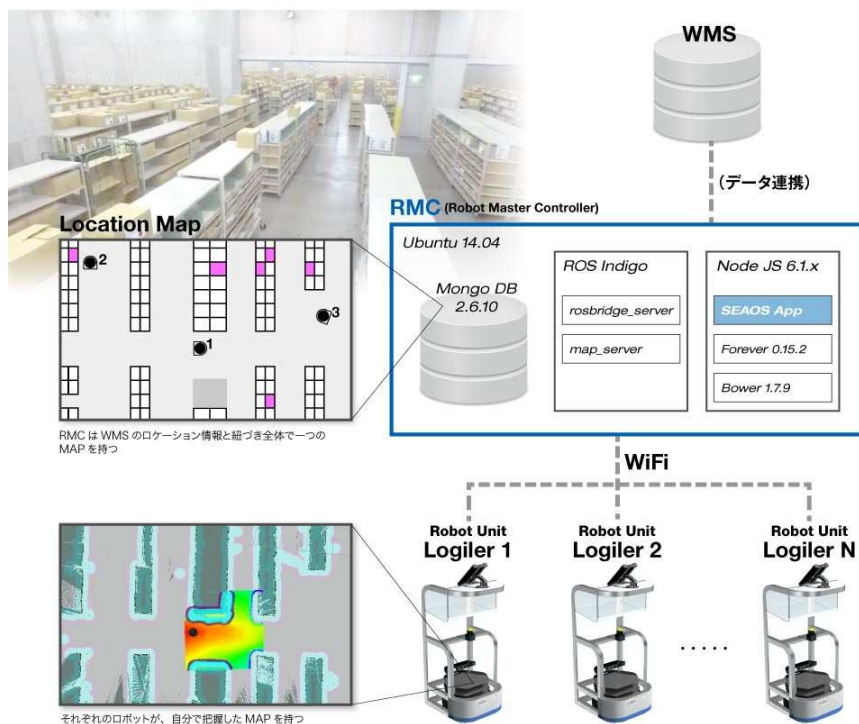 WMS
(データ連携)
RMC (Robot Master Controller)
Location Map
Ubuntu 14.04
Mongo DB
2.6.10
ROS Indigo
rosbridge_server
map_server
Node JS 6.1.x
SEAOS App
Forever 0.15.2
Bower 1.7.9
2
3
1
RMC は WMS のロケーション情報と紐づき全体で一つの
MAP を持つ
WiFi
Robot Unit
Logiler 1
Robot Unit
Logiler 2
Robot Unit
Logiler N
.....
それぞれのロボットが、自分で把握した MAP を持つ